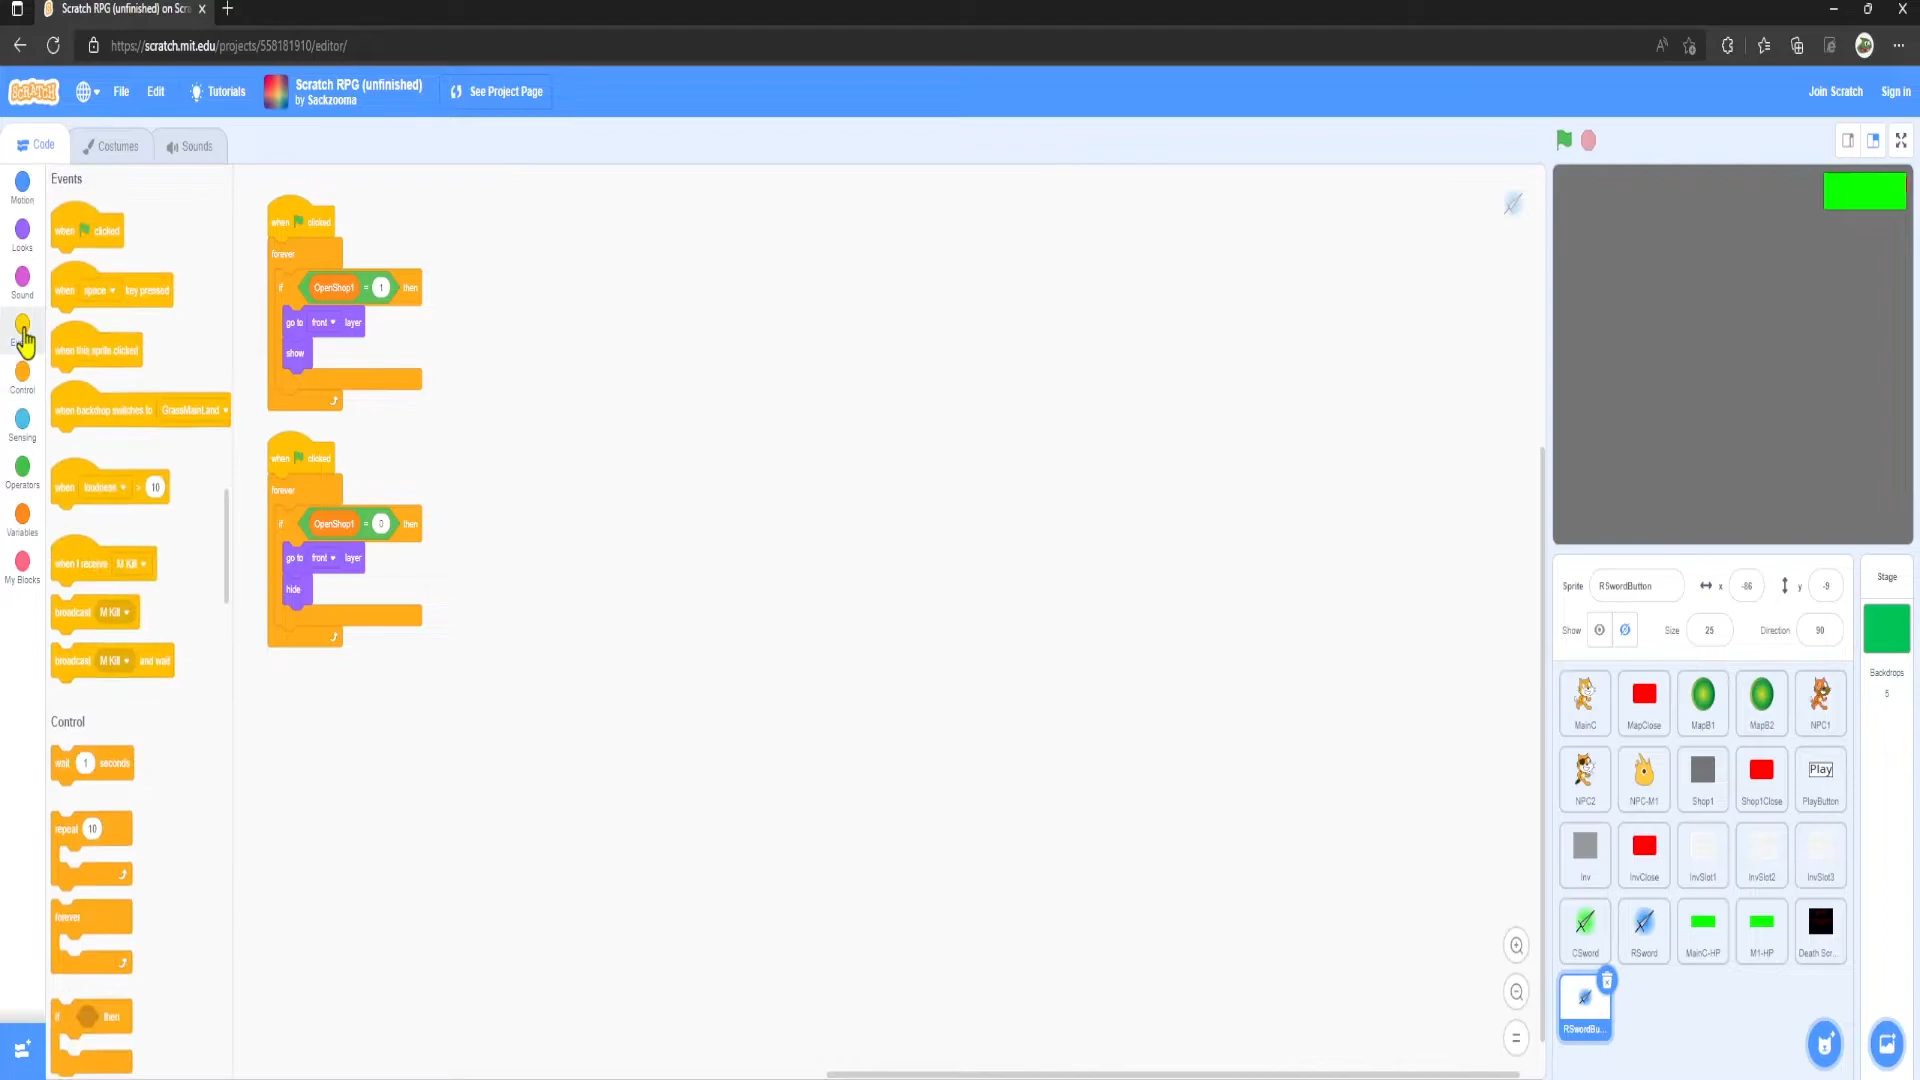 Scratch RPG (unfinished) on Scr
https://scratch.mit.edu/projects/558181910/editor/
SCRATCH
File
Edit
Tutorials
Scratch RPG (unfinished)
by Sackzooma
See Project Page
Join Scratch
Sign in
Code
Costumes
Sounds
Motion
Looks
Sound
Control
Sensing
Operators
Variables
My Blocks
Events
when clicked
when space key pressed
when this sprite clicked
when backdrop switches to GrassMainLand
when loudness > 10
when I receive M Kill
broadcast M Kill
broadcast M Kill and wait
Control
wait 1 seconds
repeat 10
forever
if then
when clicked
forever
if OpenShop1 = 1 then
go to front layer
show
when clicked
forever
if OpenShop1 = 0 then
go to front layer
hide
Sprite RSwordButton x -86 y -9
Show Size 25 Direction 90
Stage
Backdrops
5
MainC
MapClose
MapB1
MapB2
NPC1
NPC2
NPC-M1
Shop1
Shop1Close
Play
PlayButton
Inv
InvClose
InvSlot1
InvSlot2
InvSlot3
CSword
RSword
MainC-HP
M1-HP
Death Scr...
RSwordBu...